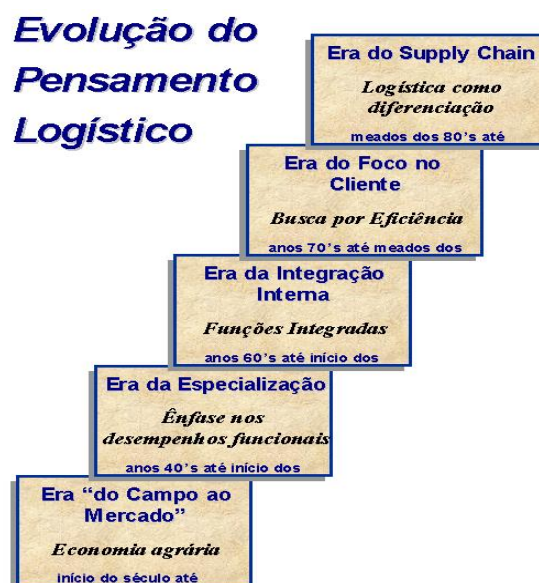 Evolução do
Pensamento
Logístico
Era do Supply Chain
Logística como
diferenciação
meados dos 80's até
Era do Foco no
Cliente
Busca por Eficiência
anos 70's até meados dos
Era da Integração
Interna
Funções Integradas
anos 60's até início dos
Era da Especialização
Ênfase nos
desempenhos funcionais
anos 40's até início dos
Era “do Campo ao
Mercado”
Economia agrária
início do século até